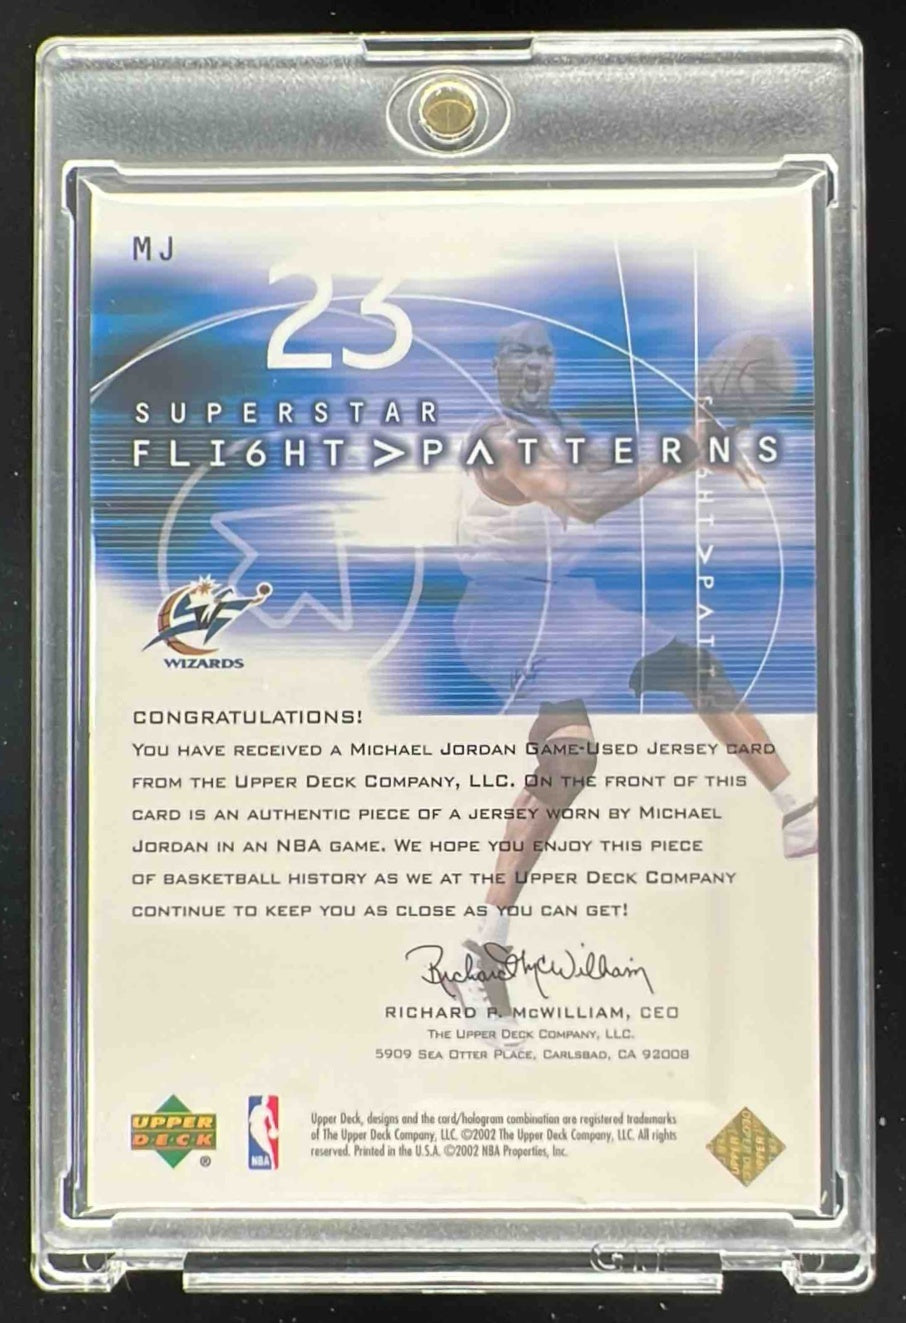 MJ
23
SUPERSTAR
FLI6HT>PΛTTERNS
FLI6HT>PΛTTE
WIZARDS
CONGRATULATIONS!
YOU HAVE RECEIVED A MICHAEL JORDAN GAME-USED JERSEY CARD
FROM THE UPPER DECK COMPANY, LLC. ON THE FRONT OF THIS
CARD IS AN AUTHENTIC PIECE OF A JERSEY WORN BY MICHAEL
JORDAN IN AN NBA GAME. WE HOPE YOU ENJOY THIS PIECE
OF BASKETBALL HISTORY AS WE AT THE UPPER DECK COMPANY
CONTINUE TO KEEP YOU AS CLOSE AS YOU CAN GET!
Richard P. McWilliam
RICHARD P. McWILLIAM, CEO
THE UPPER DECK COMPANY, LLC.
5909 SEA OTTER PLACE, CARLSBAD, CA 92008
UPPER
DECK
®
NBA
Upper Deck, designs and the card/hologram combination are registered trademarks
of The Upper Deck Company, LLC. ©2002 The Upper Deck Company, LLC. All rights
reserved. Printed in the U.S.A. ©2002 NBA Properties, Inc.